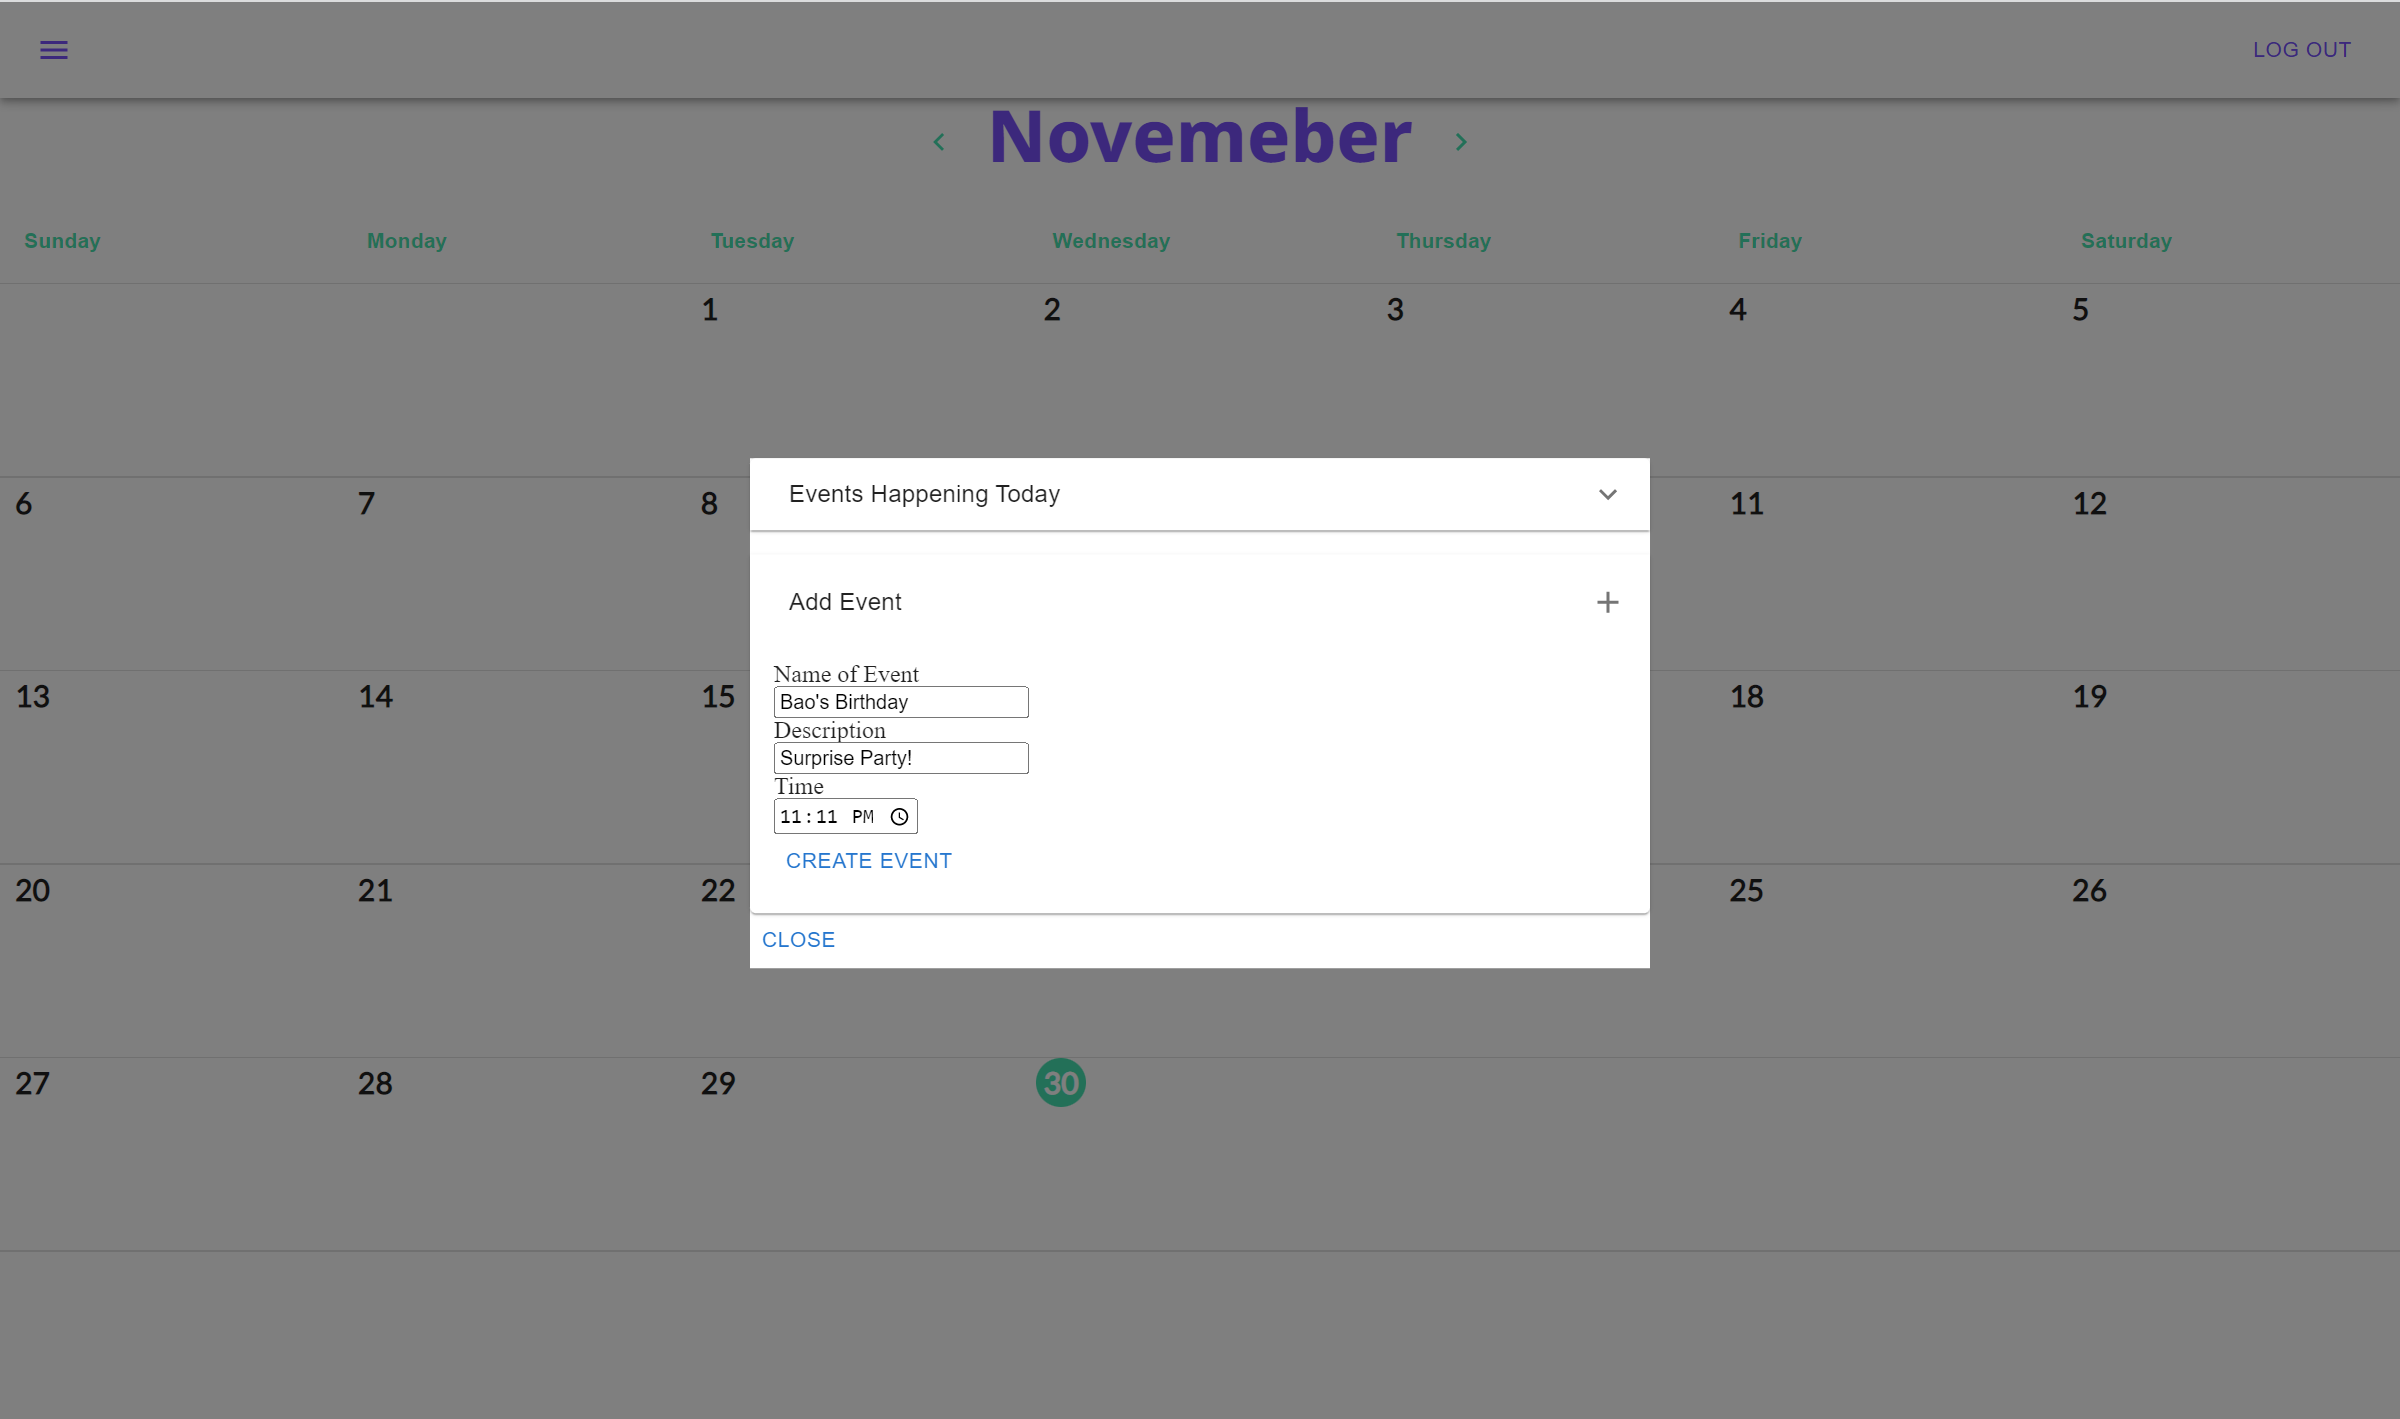 LOG OUT
Novemeber
Sunday Monday Tuesday Wednesday Thursday Friday Saturday
1 2 3 4 5
6 7 8 11 12
13 14 15 18 19
20 21 22 25 26
27 28 29 30
Events Happening Today
Add Event
Name of Event
Bao's Birthday
Description
Surprise Party!
Time
11:11 PM
CREATE EVENT
CLOSE